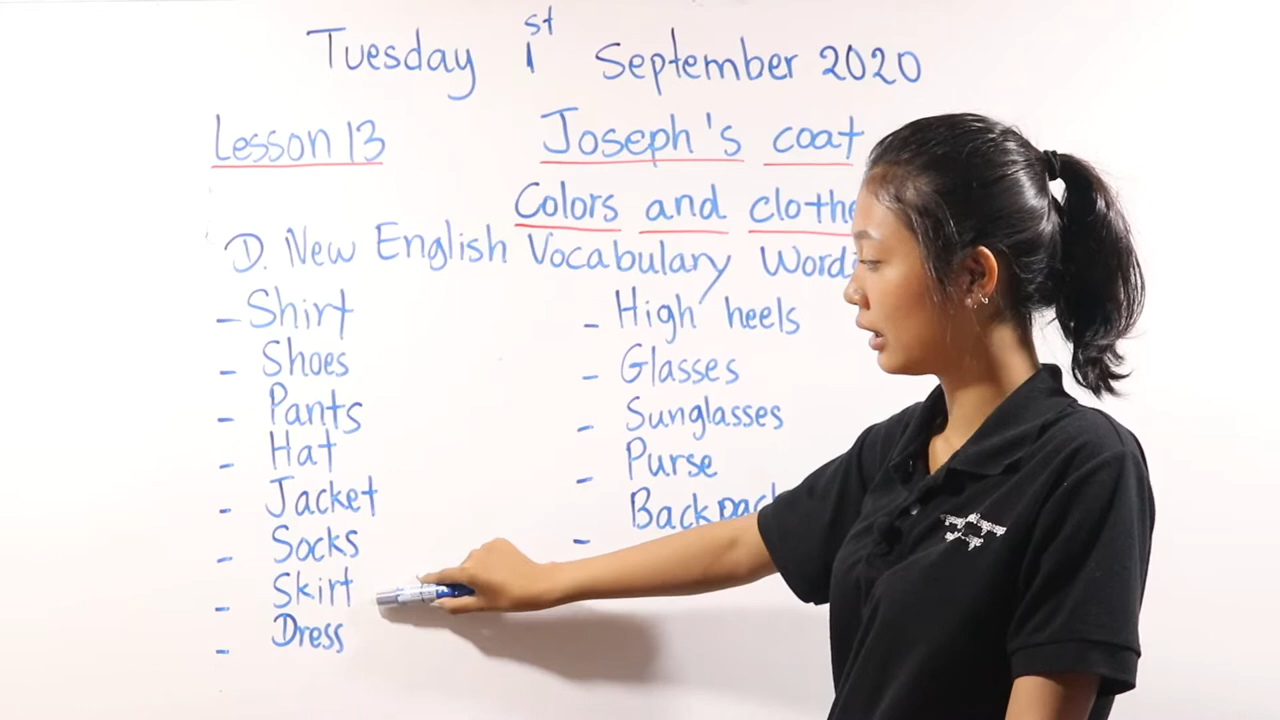 Tuesday 1st September 2020
Lesson 13 Joseph's coat
Colors and clothe
D. New English Vocabulary Word
- Shirt
- Shoes
- Pants
- Hat
- Jacket
- Socks
- Skirt
- Dress
- High heels
- Glasses
- Sunglasses
- Purse
- Backpack